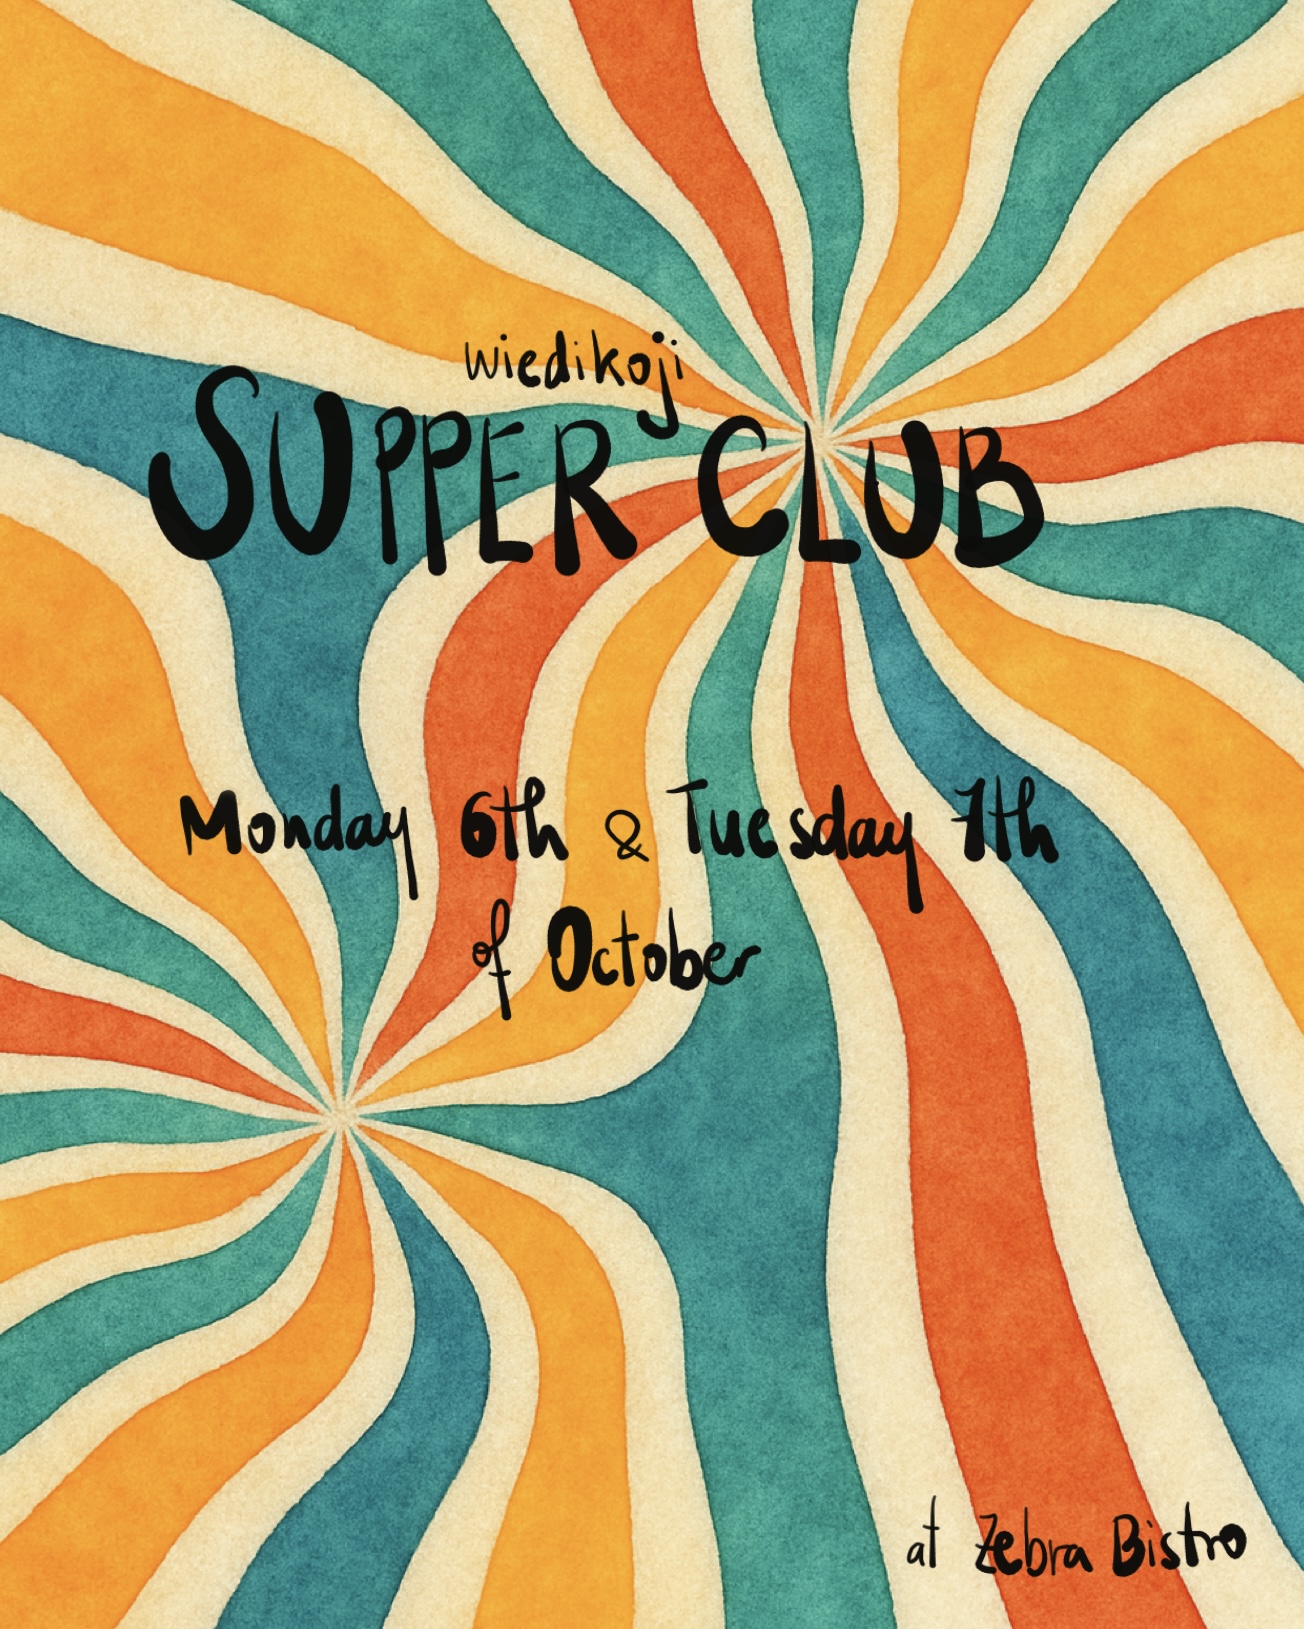 wiedikoji
SUPPER CLUB
Monday 6th & Tuesday 7th
of October
at Zebra Bistro